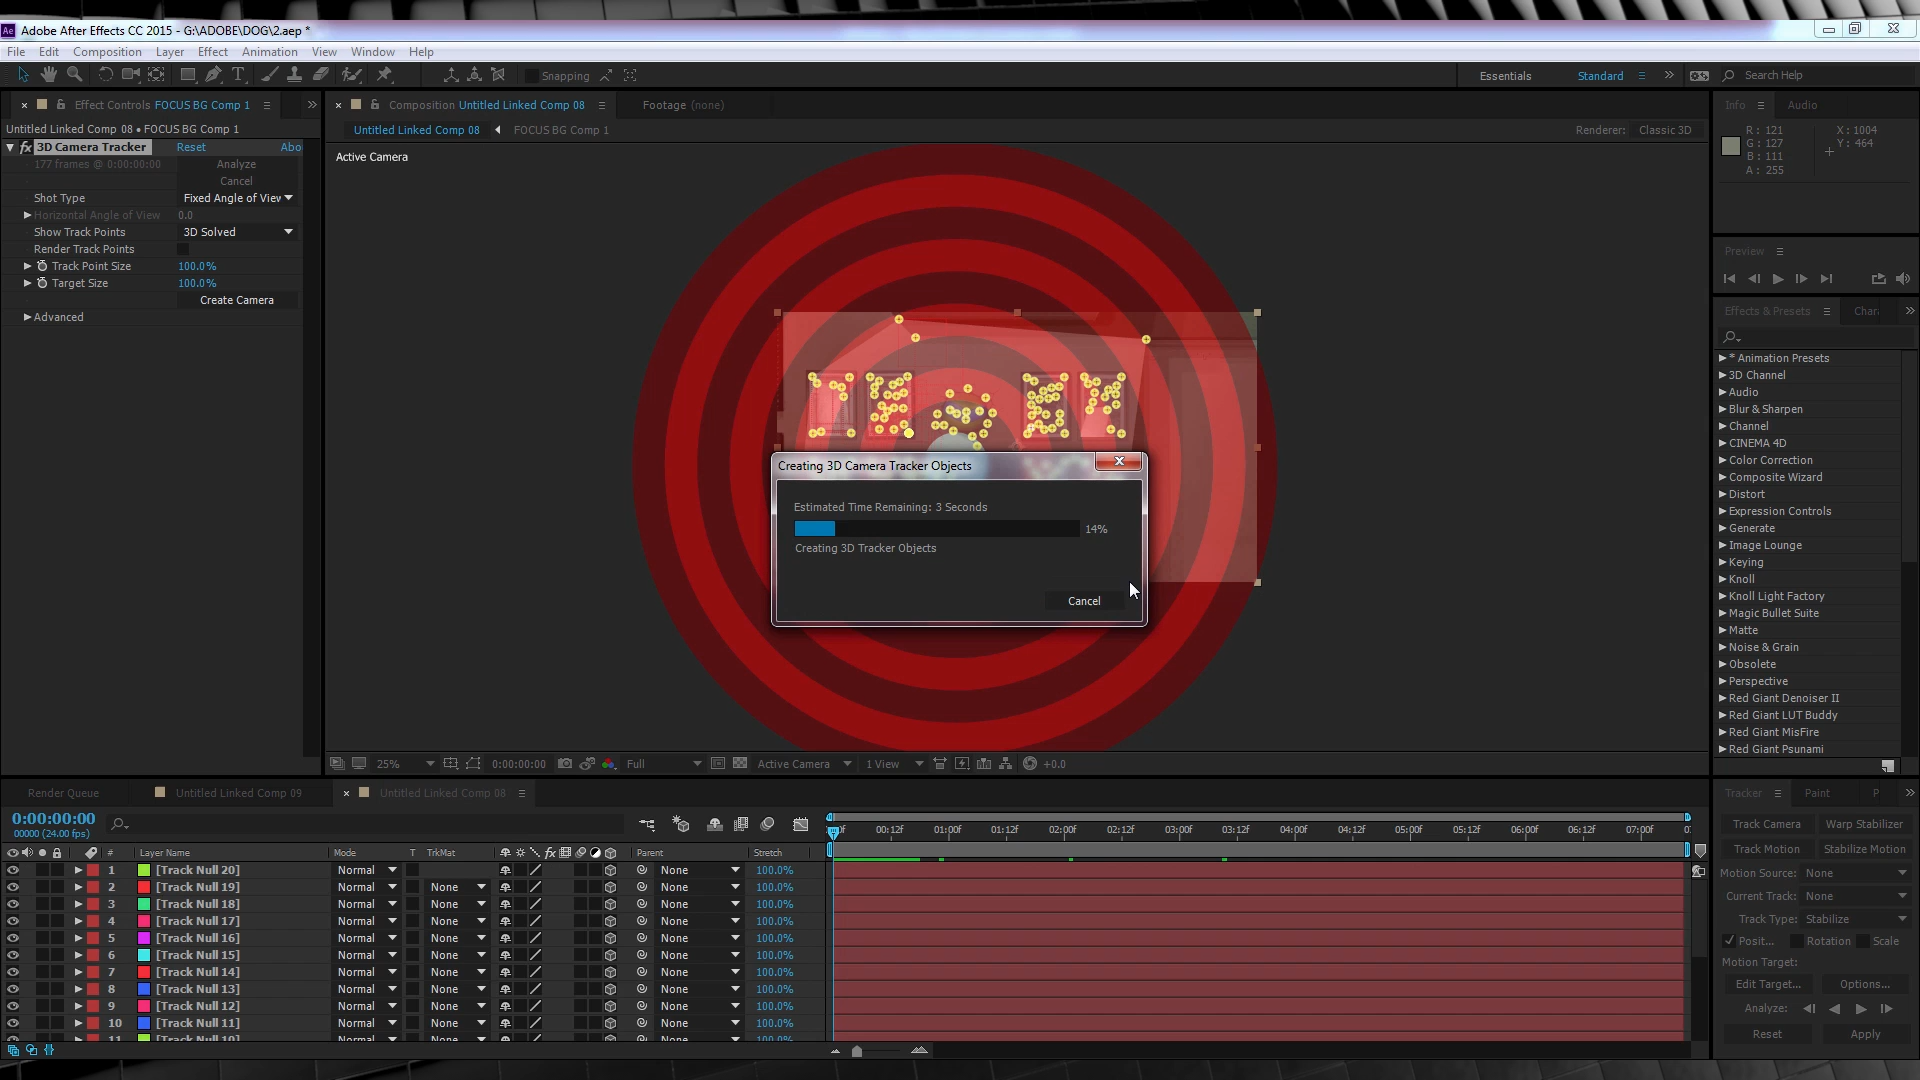 Adobe After Effects CC 2015 - G:\ADOBE\DOG\2.aep *
File Edit Composition Layer Effect Animation View Window Help
Snapping Essentials Standard Search Help
Effect Controls FOCUS BG Comp 1
Composition Untitled Linked Comp 08
Footage (none)
Info Audio
Untitled Linked Comp 08 • FOCUS BG Comp 1
Untitled Linked Comp 08 FOCUS BG Comp 1
Renderer: Classic 3D
R: 121 X: 1004
G: 127 Y: 464
B: 111
A: 255
fx 3D Camera Tracker Reset Abo
177 frames @ 0:00:00:00 Analyze
Cancel
Shot Type Fixed Angle of View
Horizontal Angle of View 0.0
Show Track Points 3D Solved
Render Track Points
Track Point Size 100.0%
Target Size 100.0%
Create Camera
Advanced
Active Camera
Creating 3D Camera Tracker Objects
Estimated Time Remaining: 3 Seconds
14%
Creating 3D Tracker Objects
Cancel
Preview
Effects & Presets Chara
* Animation Presets
3D Channel
Audio
Blur & Sharpen
Channel
CINEMA 4D
Color Correction
Composite Wizard
Distort
Expression Controls
Generate
Image Lounge
Keying
Knoll
Knoll Light Factory
Magic Bullet Suite
Matte
Noise & Grain
Obsolete
Perspective
Red Giant Denoiser II
Red Giant LUT Buddy
Red Giant MisFire
Red Giant Psunami
25% 0:00:00:00 Full Active Camera 1 View +0.0
Render Queue Untitled Linked Comp 09 Untitled Linked Comp 08
0:00:00:00
00000 (24.00 fps)
00:12f 01:00f 01:12f 02:00f 02:12f 03:00f 03:12f 04:00f 04:12f 05:00f 05:12f 06:00f 06:12f 07:00f
# Layer Name Mode T TrkMat fx Parent Stretch
1 [Track Null 20] Normal None 100.0%
2 [Track Null 19] Normal None None 100.0%
3 [Track Null 18] Normal None None 100.0%
4 [Track Null 17] Normal None None 100.0%
5 [Track Null 16] Normal None None 100.0%
6 [Track Null 15] Normal None None 100.0%
7 [Track Null 14] Normal None None 100.0%
8 [Track Null 13] Normal None None 100.0%
9 [Track Null 12] Normal None None 100.0%
10 [Track Null 11] Normal None None 100.0%
11 [Track Null 10] Normal None None 100.0%
Tracker Paint P
Track Camera Warp Stabilizer
Track Motion Stabilize Motion
Motion Source: None
Current Track: None
Track Type: Stabilize
Posit... Rotation Scale
Motion Target:
Edit Target... Options...
Analyze:
Reset Apply